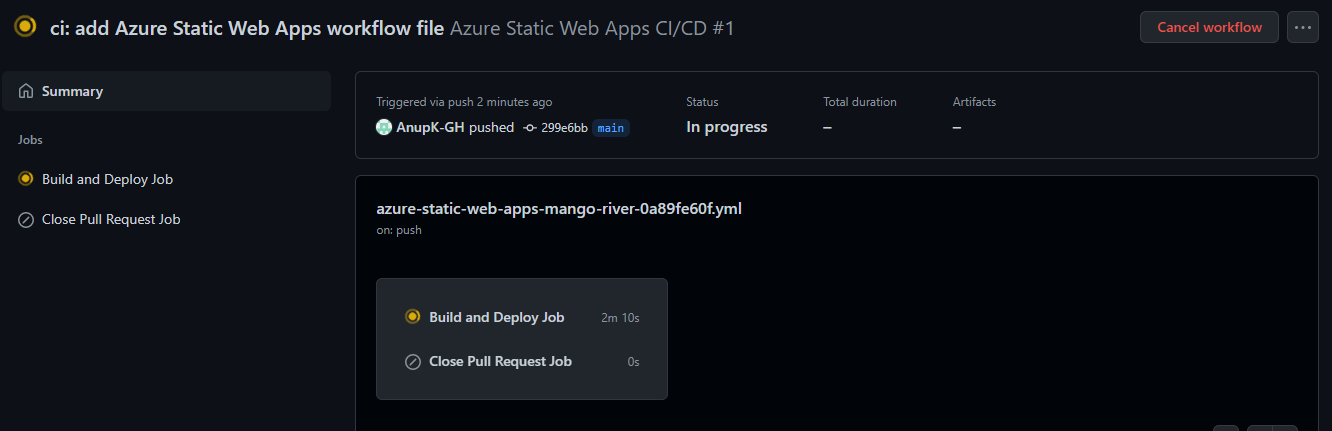 ci: add Azure Static Web Apps workflow file Azure Static Web Apps CI/CD #1
Cancel workflow
Summary
Jobs
Build and Deploy Job
Close Pull Request Job
Triggered via push 2 minutes ago
AnupK-GH pushed 299e6bb main
Status
In progress
Total duration
–
Artifacts
–
azure-static-web-apps-mango-river-0a89fe60f.yml
on: push
Build and Deploy Job 2m 10s
Close Pull Request Job 0s